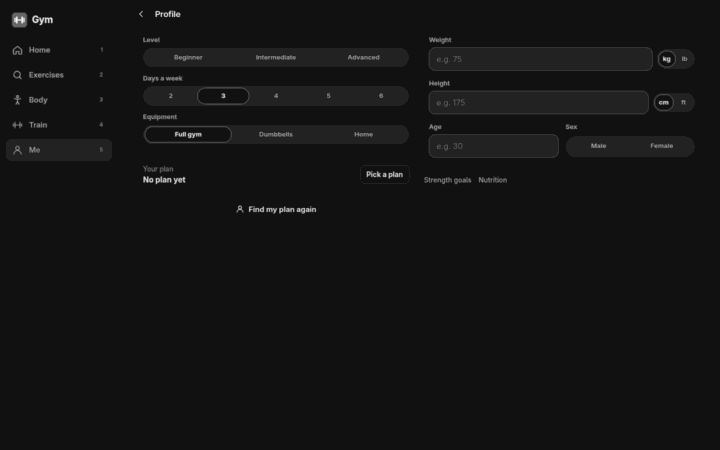 Gym
Home 1
Exercises 2
Body 3
Train 4
Me 5
Profile
Level
Beginner Intermediate Advanced
Days a week
2 3 4 5 6
Equipment
Full gym Dumbbells Home
Your plan
No plan yet
Pick a plan
Find my plan again
Weight
e.g. 75 kg lb
Height
e.g. 175 cm ft
Age Sex
e.g. 30 Male Female
Strength goals Nutrition